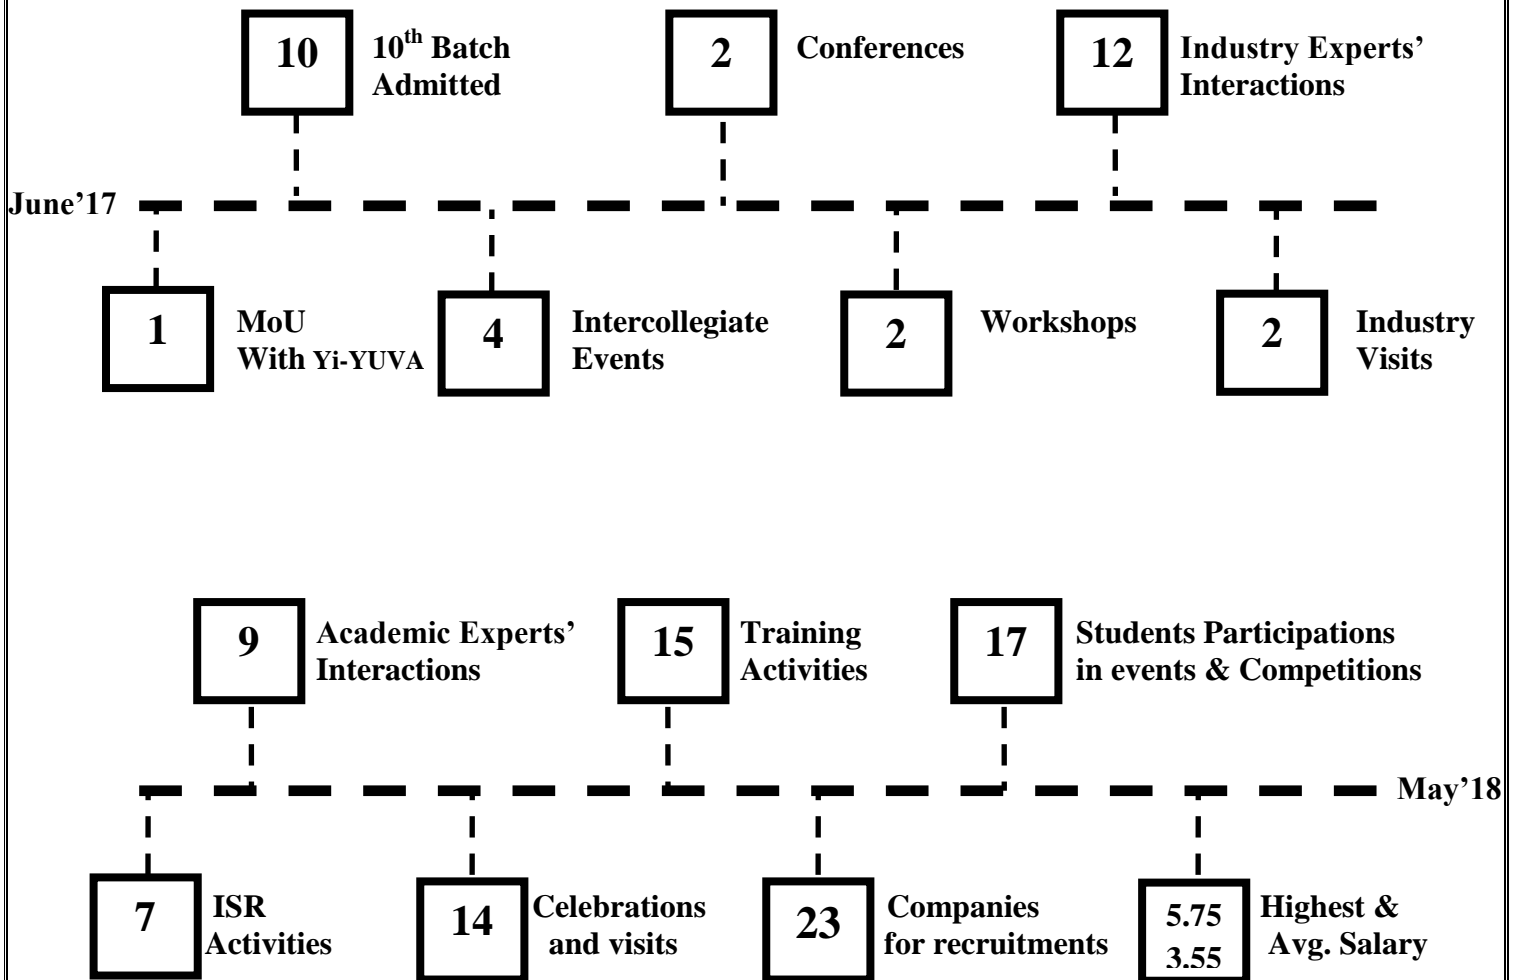 10
10th Batch
Admitted
2
Conferences
12
Industry Experts’
Interactions
June’17
1
MoU
With Yi-YUVA
4
Intercollegiate
Events
2
Workshops
2
Industry
Visits
9
Academic Experts’
Interactions
15
Training
Activities
17
Students Participations
in events & Competitions
May’18
7
ISR
Activities
14
Celebrations
and visits
23
Companies
for recruitments
5.75
3.55
Highest &
Avg. Salary